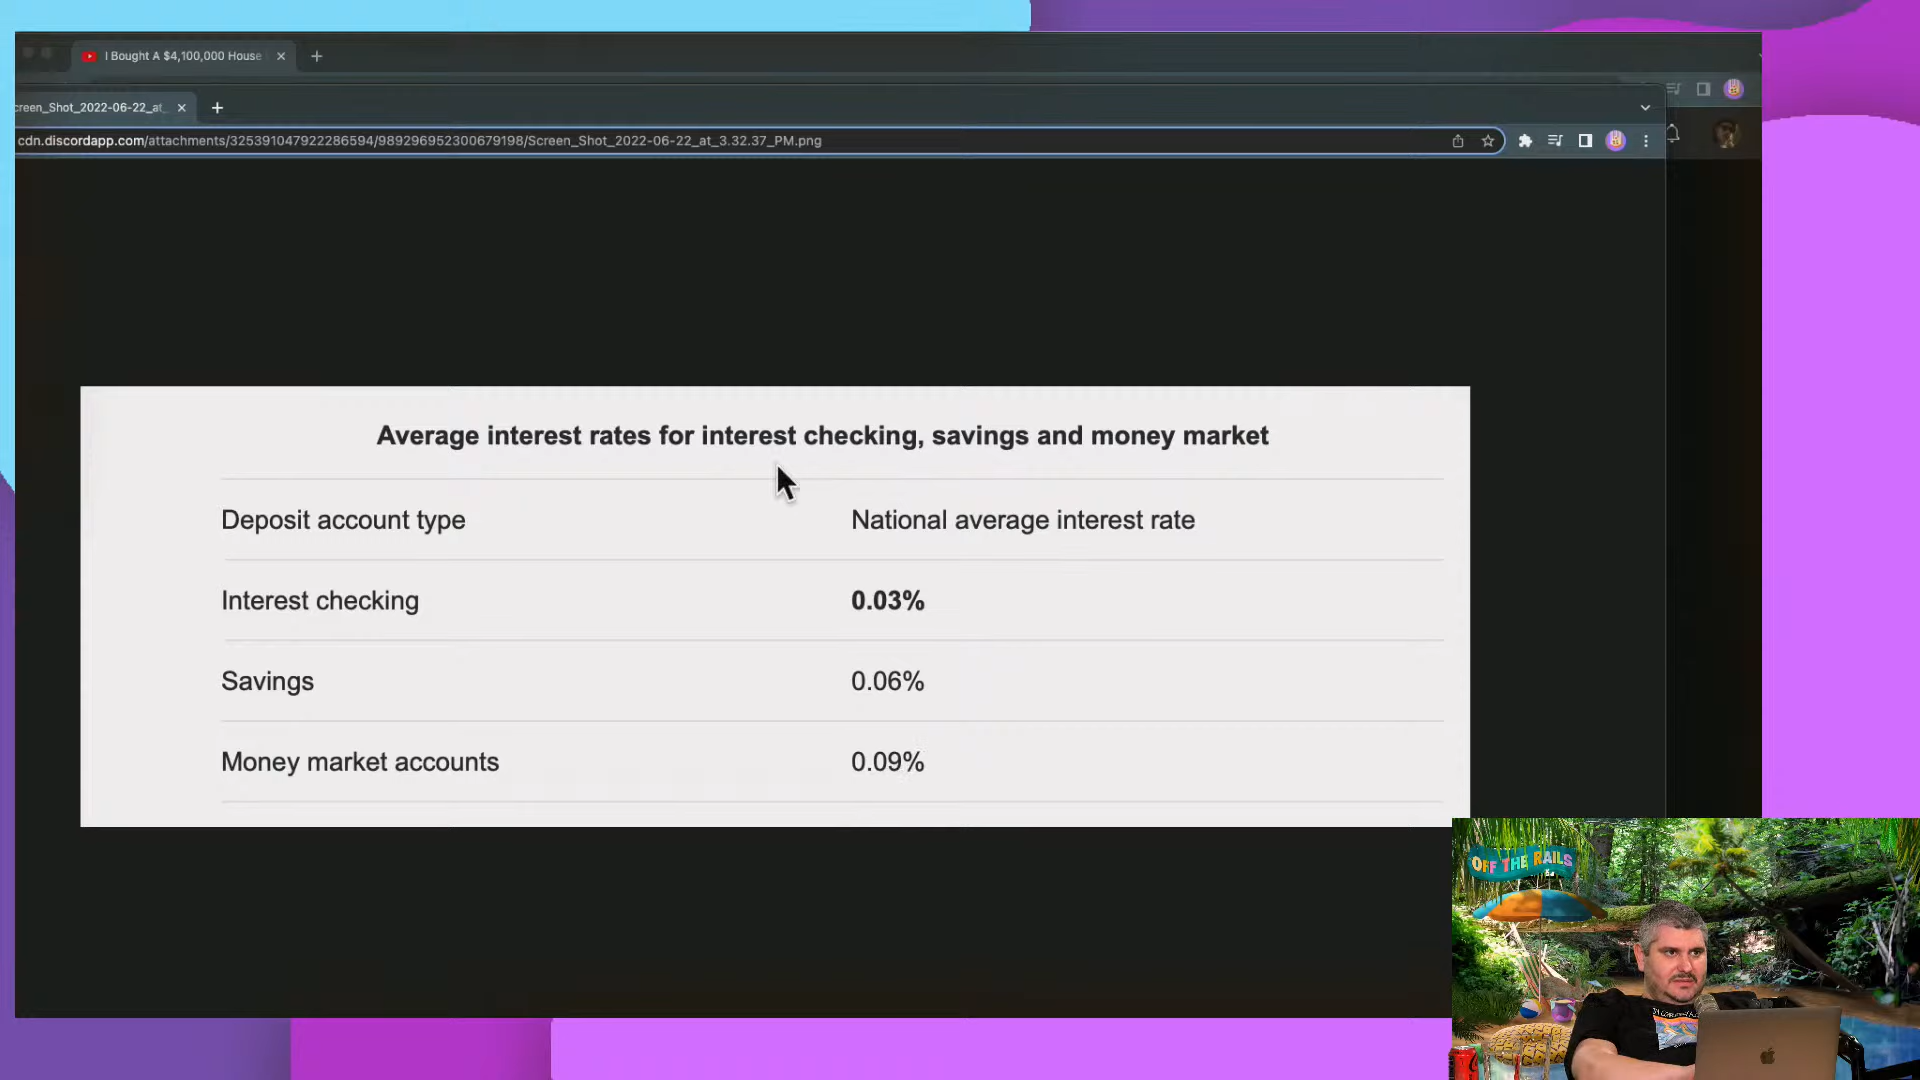 I Bought A $4,100,000 House
creen_Shot_2022-06-22_at_
cdn.discordapp.com/attachments/325391047922286594/989296952300679198/Screen_Shot_2022-06-22_at_3.32.37_PM.png
Average interest rates for interest checking, savings and money market
Deposit account type National average interest rate
Interest checking 0.03%
Savings 0.06%
Money market accounts 0.09%
OFF THE RAILS